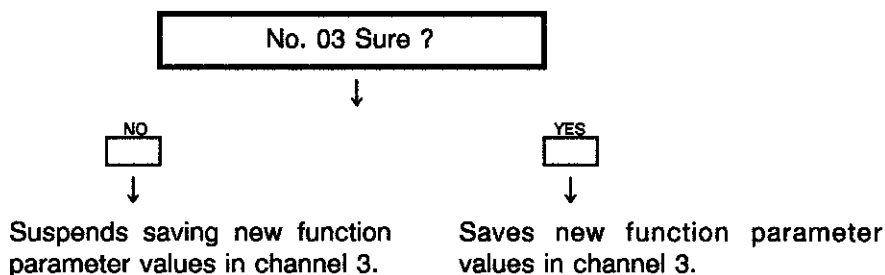 No. 03 Sure ?
NO
YES
Suspends saving new function
parameter values in channel 3.
Saves new function parameter
values in channel 3.